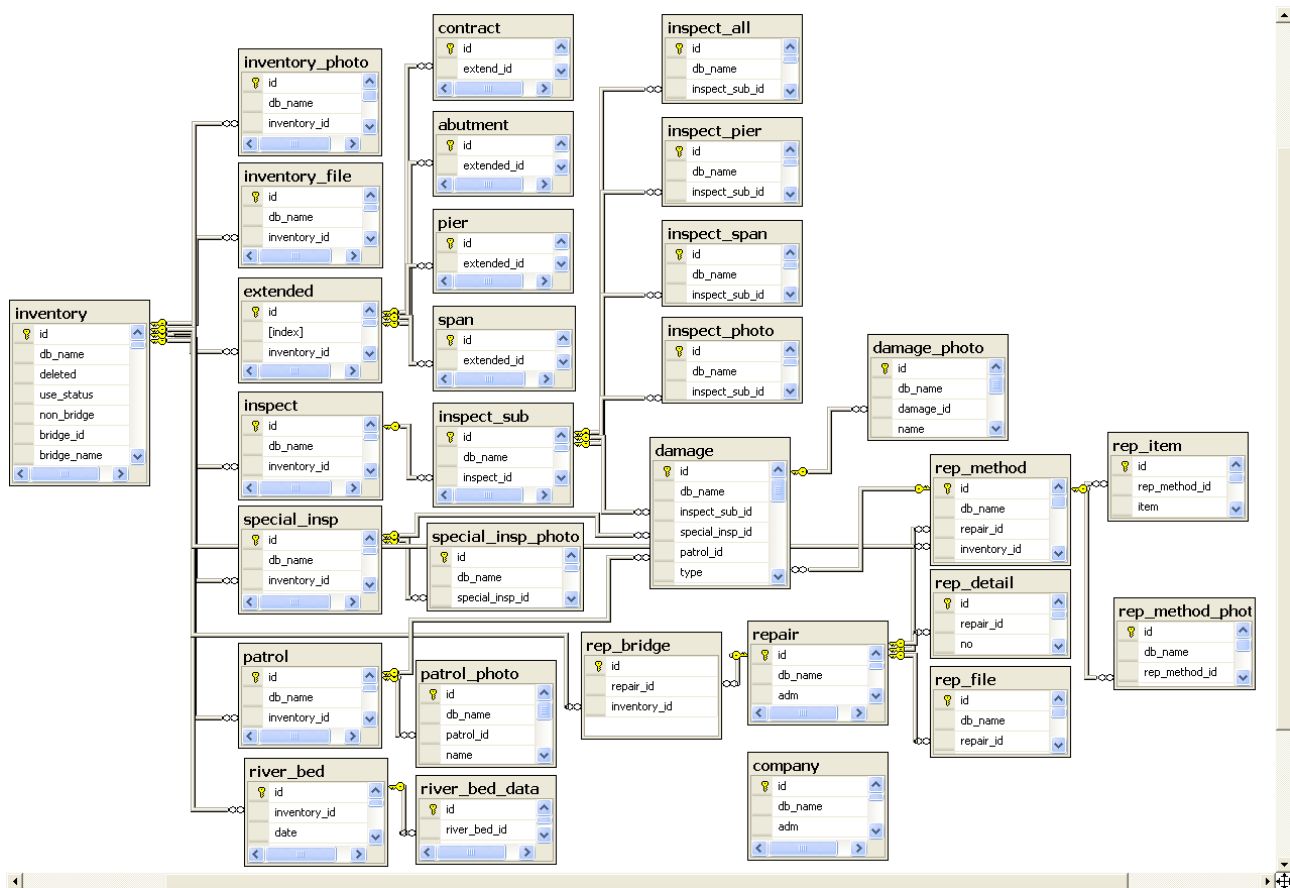 inventory
id
db_name
deleted
use_status
non_bridge
bridge_id
bridge_name
inventory_photo
id
db_name
inventory_id
inventory_file
id
db_name
inventory_id
extended
id
[index]
inventory_id
inspect
id
db_name
inventory_id
special_insp
id
db_name
inventory_id
patrol
id
db_name
inventory_id
river_bed
id
inventory_id
date
contract
id
extend_id
abutment
id
extended_id
pier
id
extended_id
span
id
extended_id
inspect_sub
id
db_name
inspect_id
special_insp_photo
id
db_name
special_insp_id
patrol_photo
id
db_name
patrol_id
name
river_bed_data
id
river_bed_id
inspect_all
id
db_name
inspect_sub_id
inspect_pier
id
db_name
inspect_sub_id
inspect_span
id
db_name
inspect_sub_id
inspect_photo
id
db_name
inspect_sub_id
damage
id
db_name
inspect_sub_id
special_insp_id
patrol_id
type
rep_bridge
id
repair_id
inventory_id
repair
id
db_name
adm
company
id
db_name
adm
damage_photo
id
db_name
damage_id
name
rep_method
id
db_name
repair_id
inventory_id
rep_detail
id
repair_id
no
rep_file
id
db_name
repair_id
rep_item
id
rep_method_id
item
rep_method_phot
id
db_name
rep_method_id